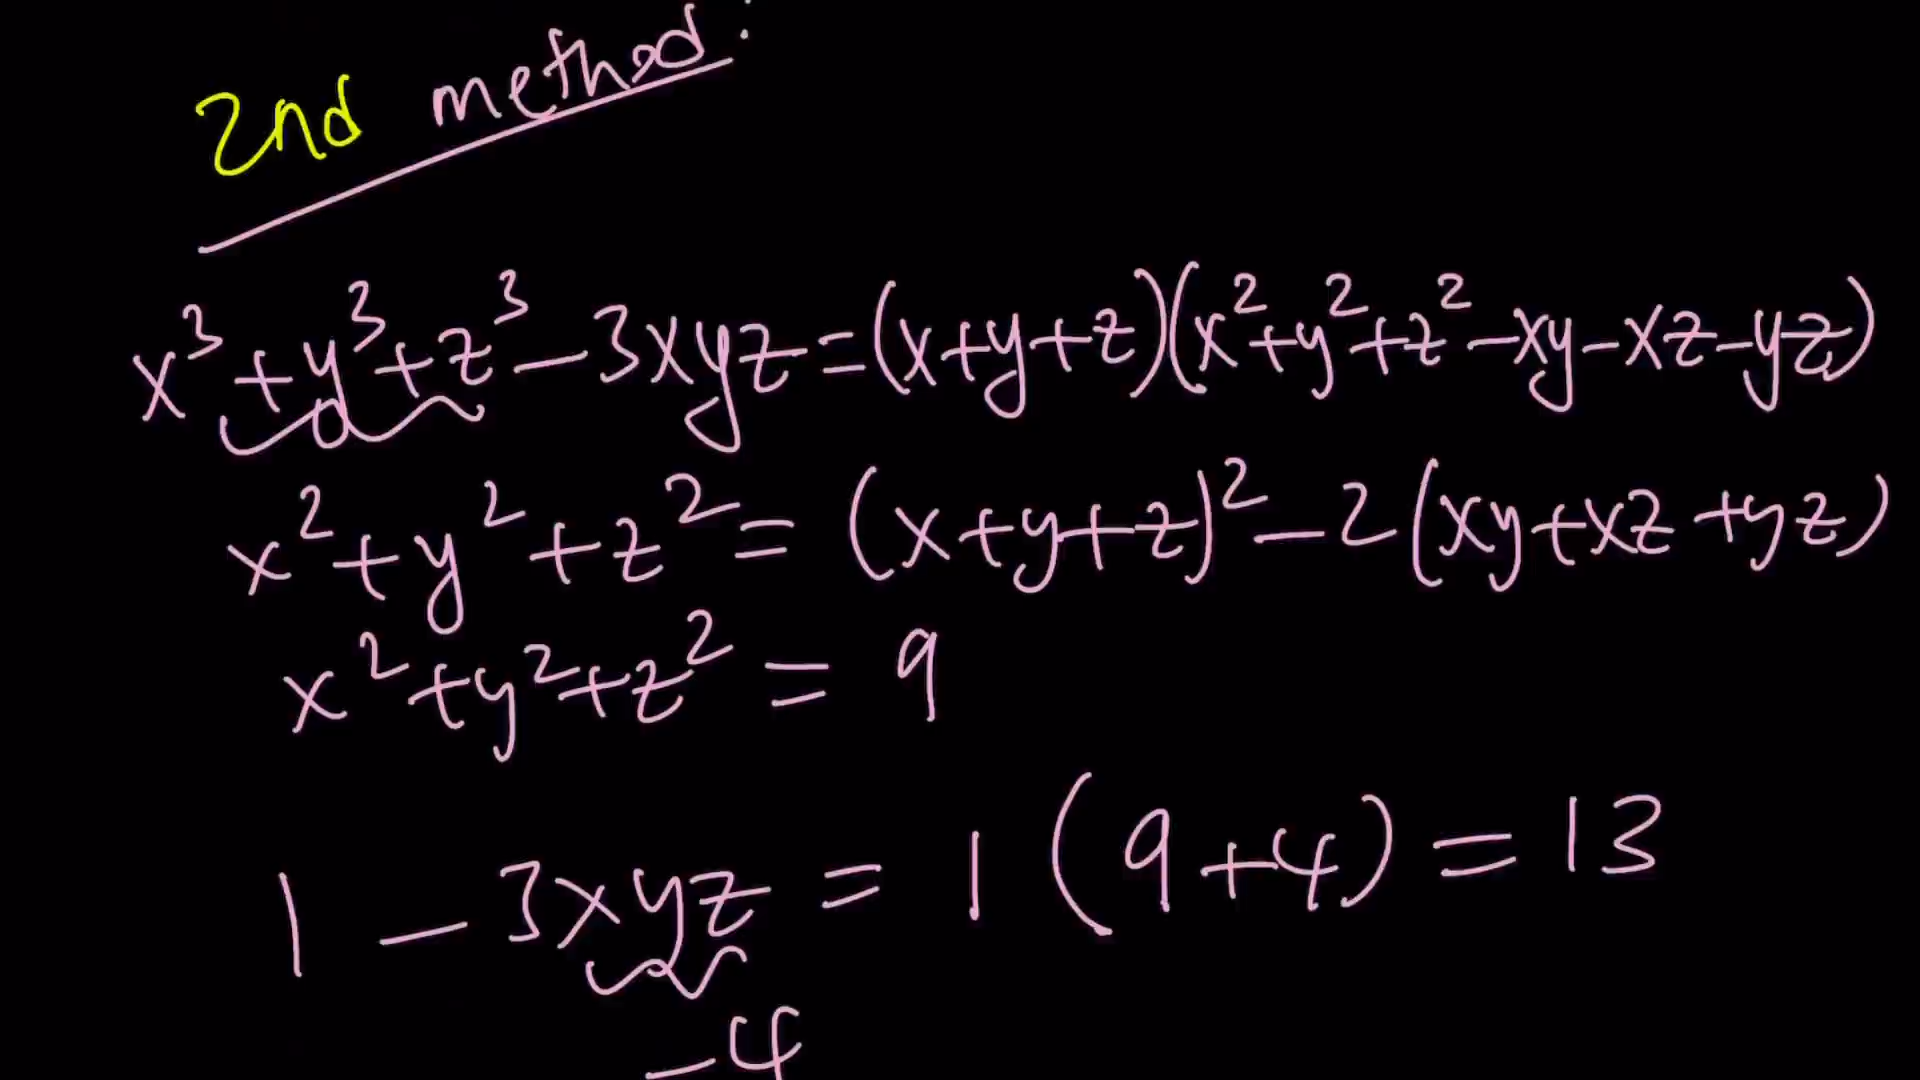 2nd method:
x³+y³+z³-3xyz=(x+y+z)(x²+y²+z²-xy-xz-yz)
x²+y²+z²=(x+y+z)²-2(xy+xz+yz)
x²+y²+z²=9
1-3xyz=1(9+4)=13
-4